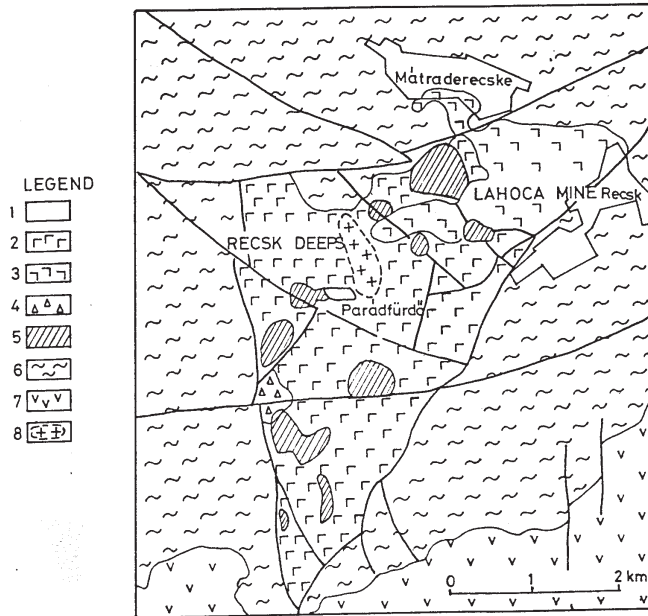 Mátraderecske
LEGEND
1
2
3
4
5
6
7
8
LAHOCA MINE Recsk
RECSK DEEPS
Paradfürdő
0 1 2 km